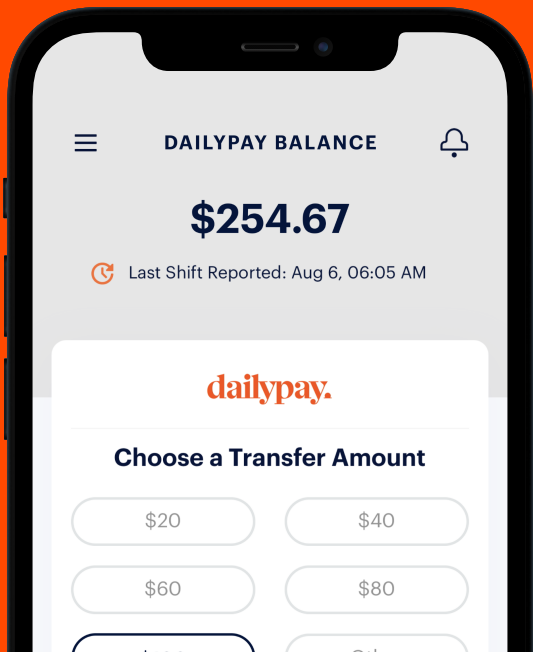 DAILYPAY BALANCE
$254.67
Last Shift Reported: Aug 6, 06:05 AM
dailypay.
Choose a Transfer Amount
$20
$40
$60
$80